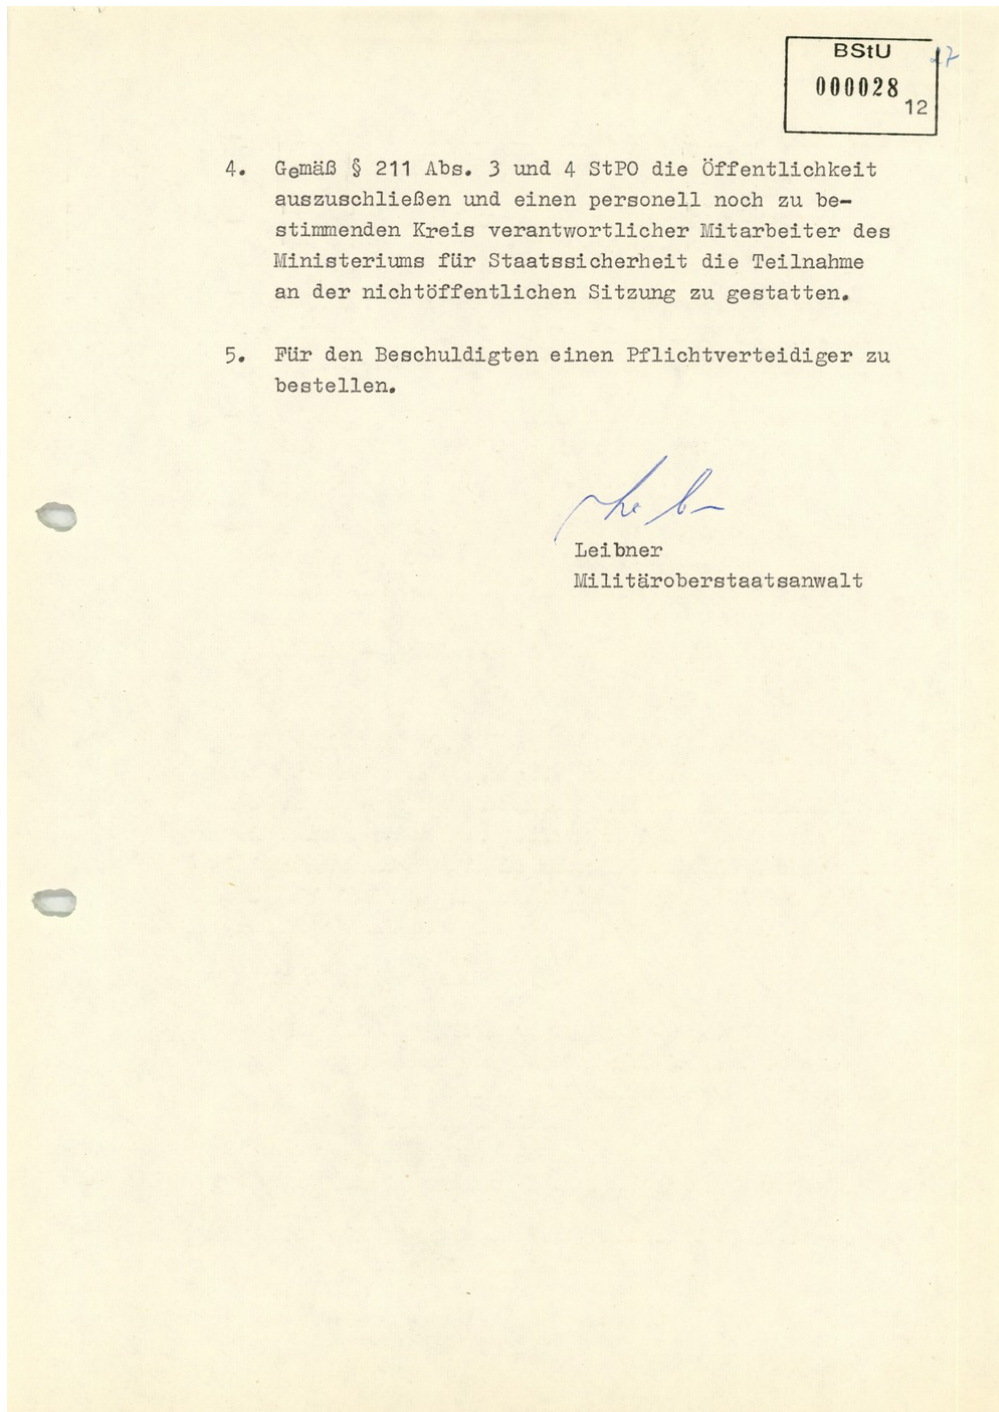 BStU
000028
12
4. Gemäß § 211 Abs. 3 und 4 StPO die Öffentlichkeit
auszuschließen und einen personell noch zu be-
stimmenden Kreis verantwortlicher Mitarbeiter des
Ministeriums für Staatssicherheit die Teilnahme
an der nichtöffentlichen Sitzung zu gestatten.
5. Für den Beschuldigten einen Pflichtverteidiger zu
bestellen.
Leibner
Militäroberstaatsanwalt